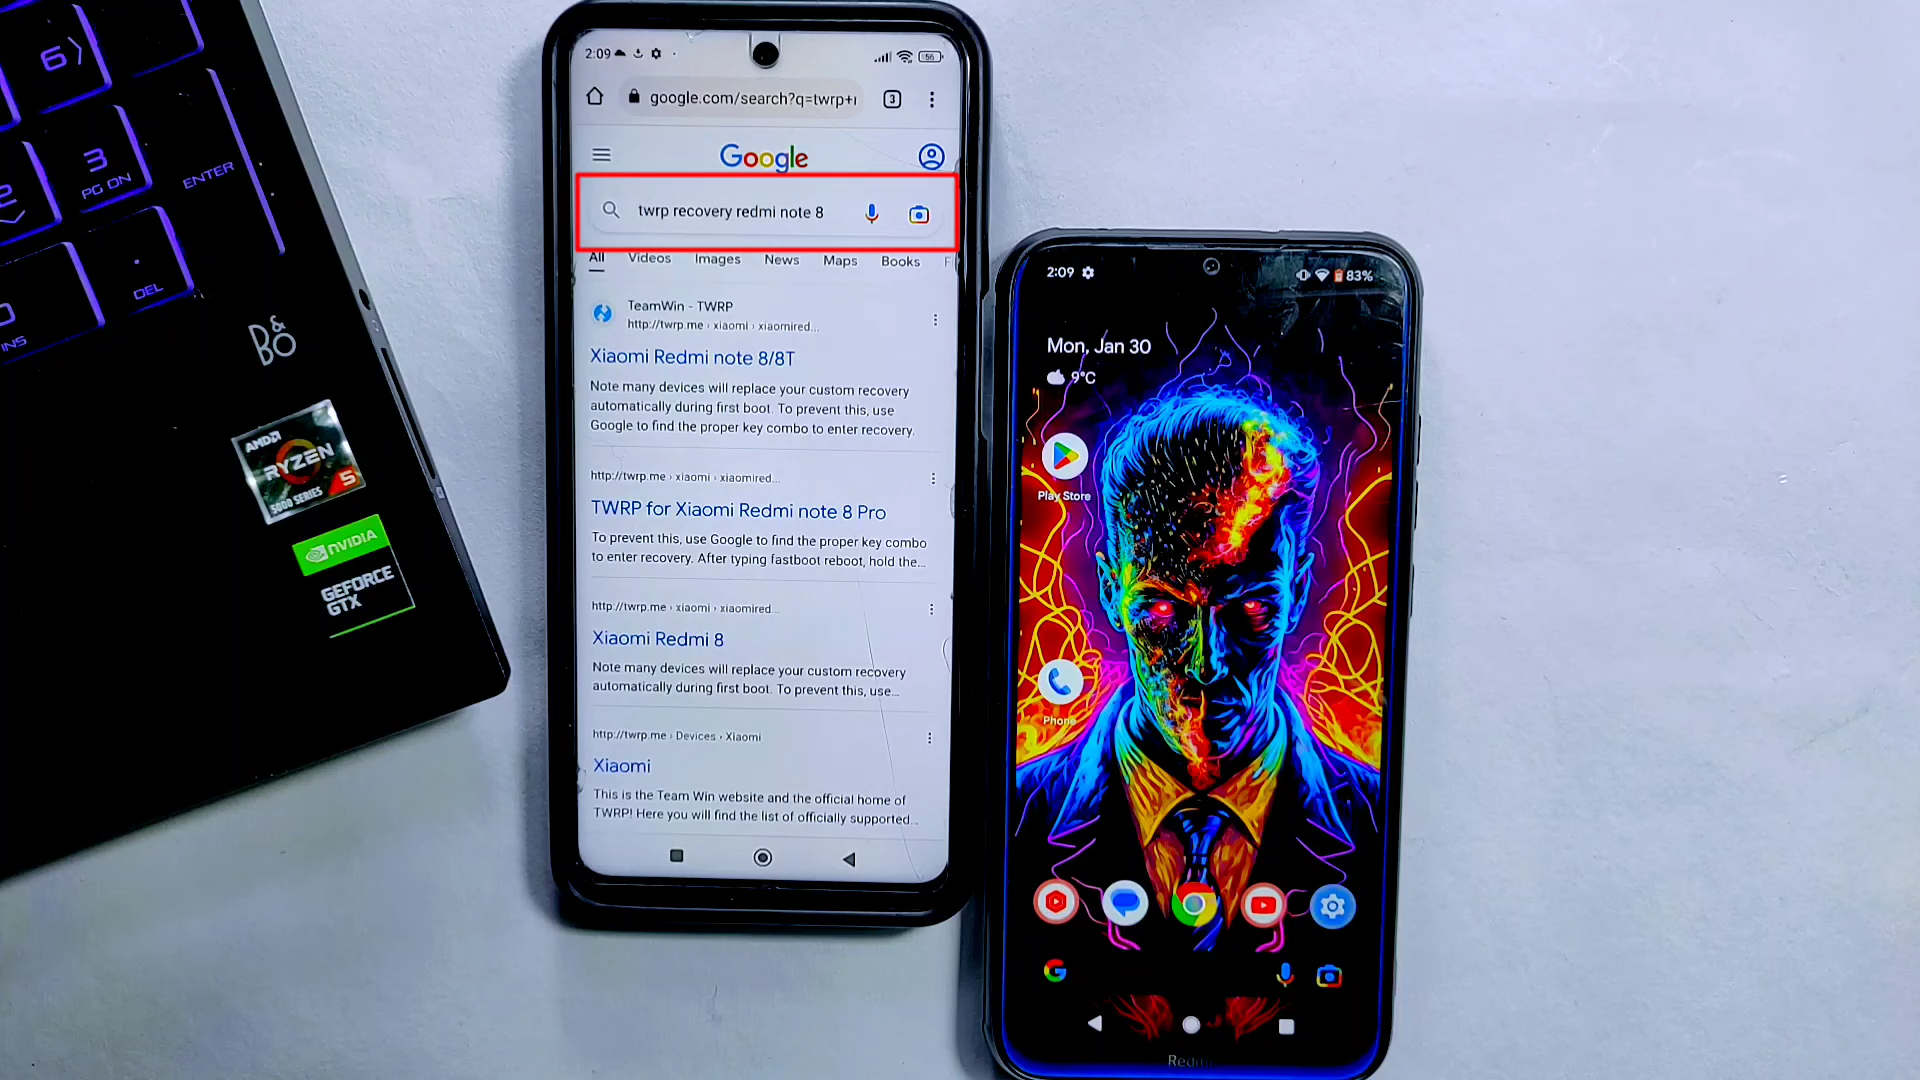 6
3
PG DN
ENTER
2
DEL
INS
B&O
AMD
RYZEN
5
5000 SERIES
NVIDIA
GEFORCE
GTX
2:09
56
google.com/search?q=twrp+r
3
Google
twrp recovery redmi note 8
All Videos Images News Maps Books F
TeamWin - TWRP
http://twrp.me › xiaomi › xiaomired...
Xiaomi Redmi note 8/8T
Note many devices will replace your custom recovery
automatically during first boot. To prevent this, use
Google to find the proper key combo to enter recovery.
http://twrp.me › xiaomi › xiaomired...
TWRP for Xiaomi Redmi note 8 Pro
To prevent this, use Google to find the proper key combo
to enter recovery. After typing fastboot reboot, hold the...
http://twrp.me › xiaomi › xiaomired...
Xiaomi Redmi 8
Note many devices will replace your custom recovery
automatically during first boot. To prevent this, use...
http://twrp.me › Devices › Xiaomi
Xiaomi
This is the Team Win website and the official home of
TWRP! Here you will find the list of officially supported...
2:09
83%
Mon, Jan 30
9°C
Play Store
Phone
G
Redmi